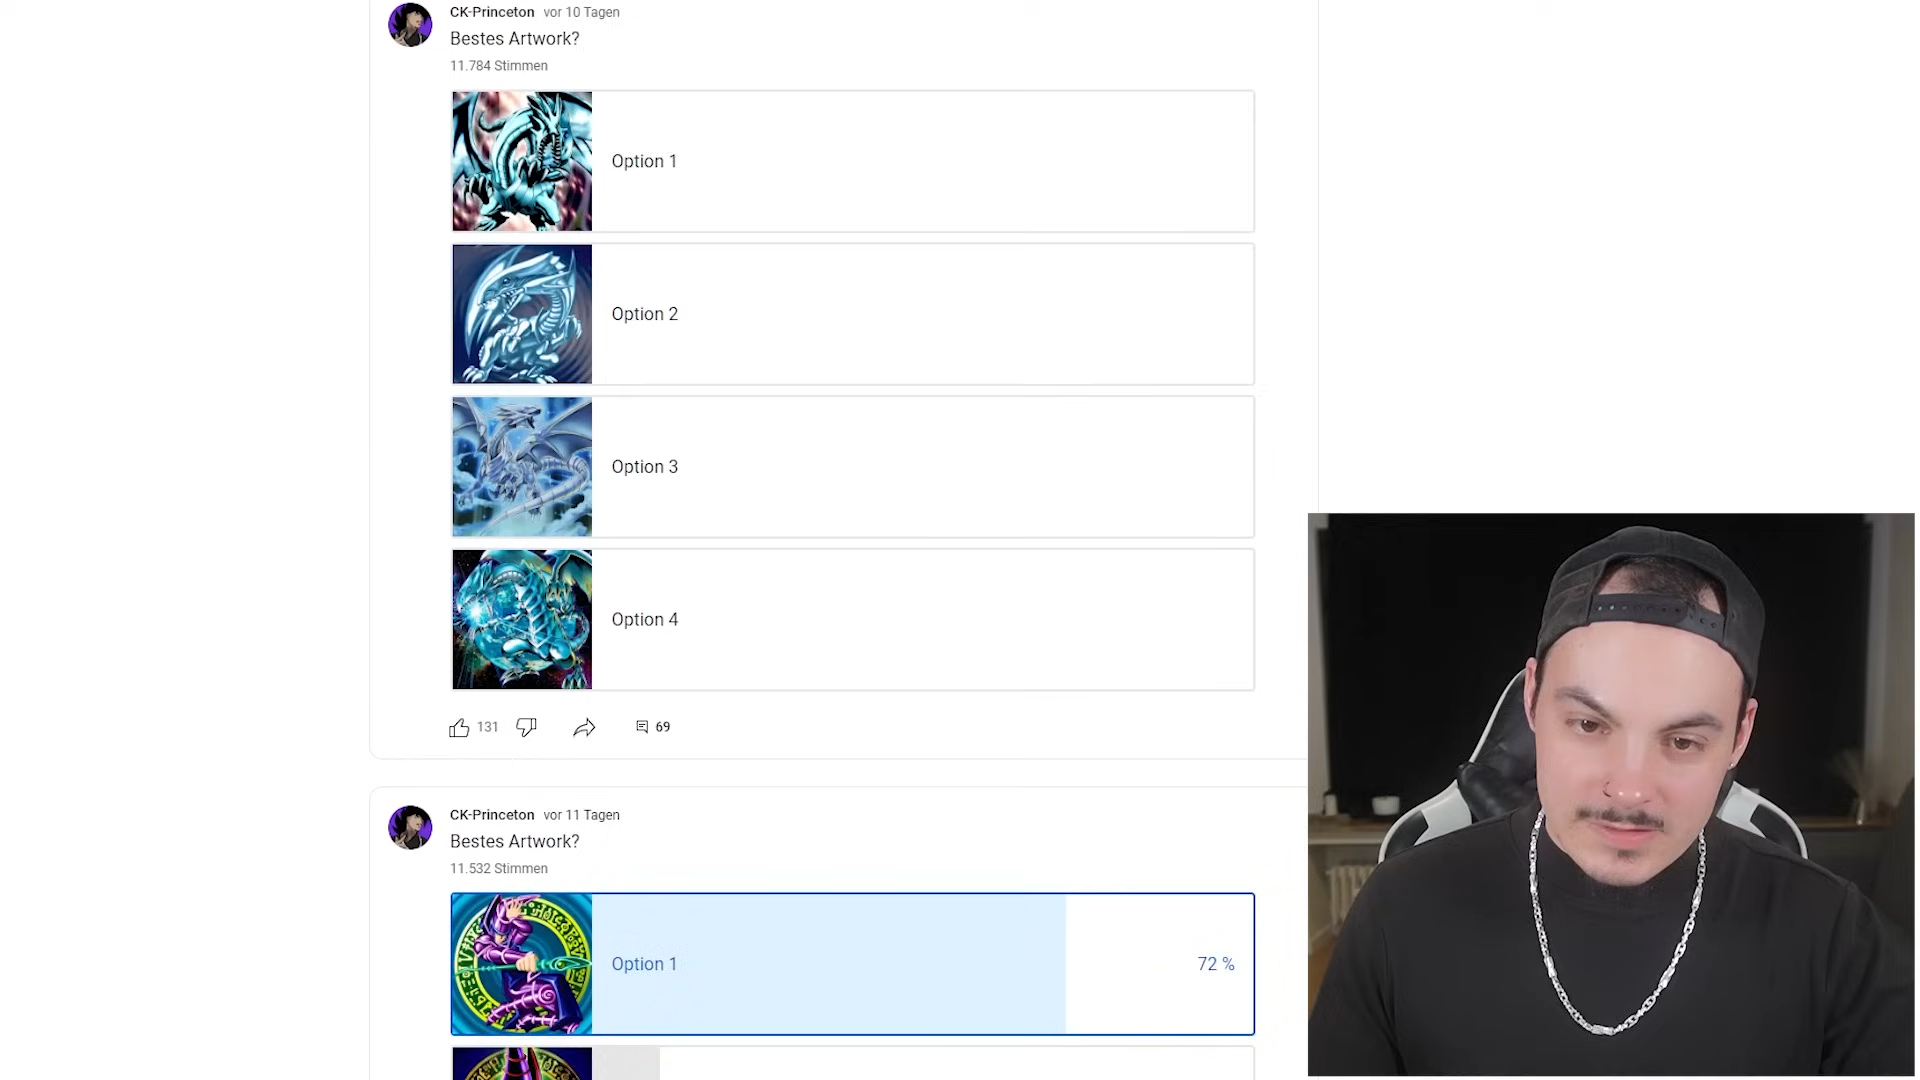 CK-Princeton vor 10 Tagen
Bestes Artwork?
11.784 Stimmen
Option 1
Option 2
Option 3
Option 4
131
69
CK-Princeton vor 11 Tagen
Bestes Artwork?
11.532 Stimmen
Option 1
72 %